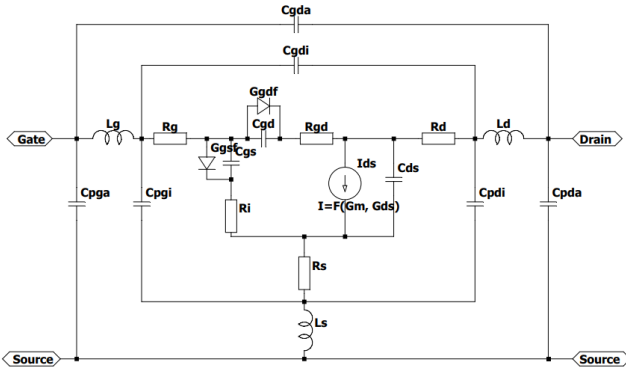 Cgda
Cgdi
Ggdf
Lg
Rg
Cgd
Rgd
Rd
Ld
Gate
Drain
Ggsf
Cgs
Ids
Cds
Cpga
Cpgi
Ri
I=F(Gm, Gds)
Cpdi
Cpda
Rs
Ls
Source
Source